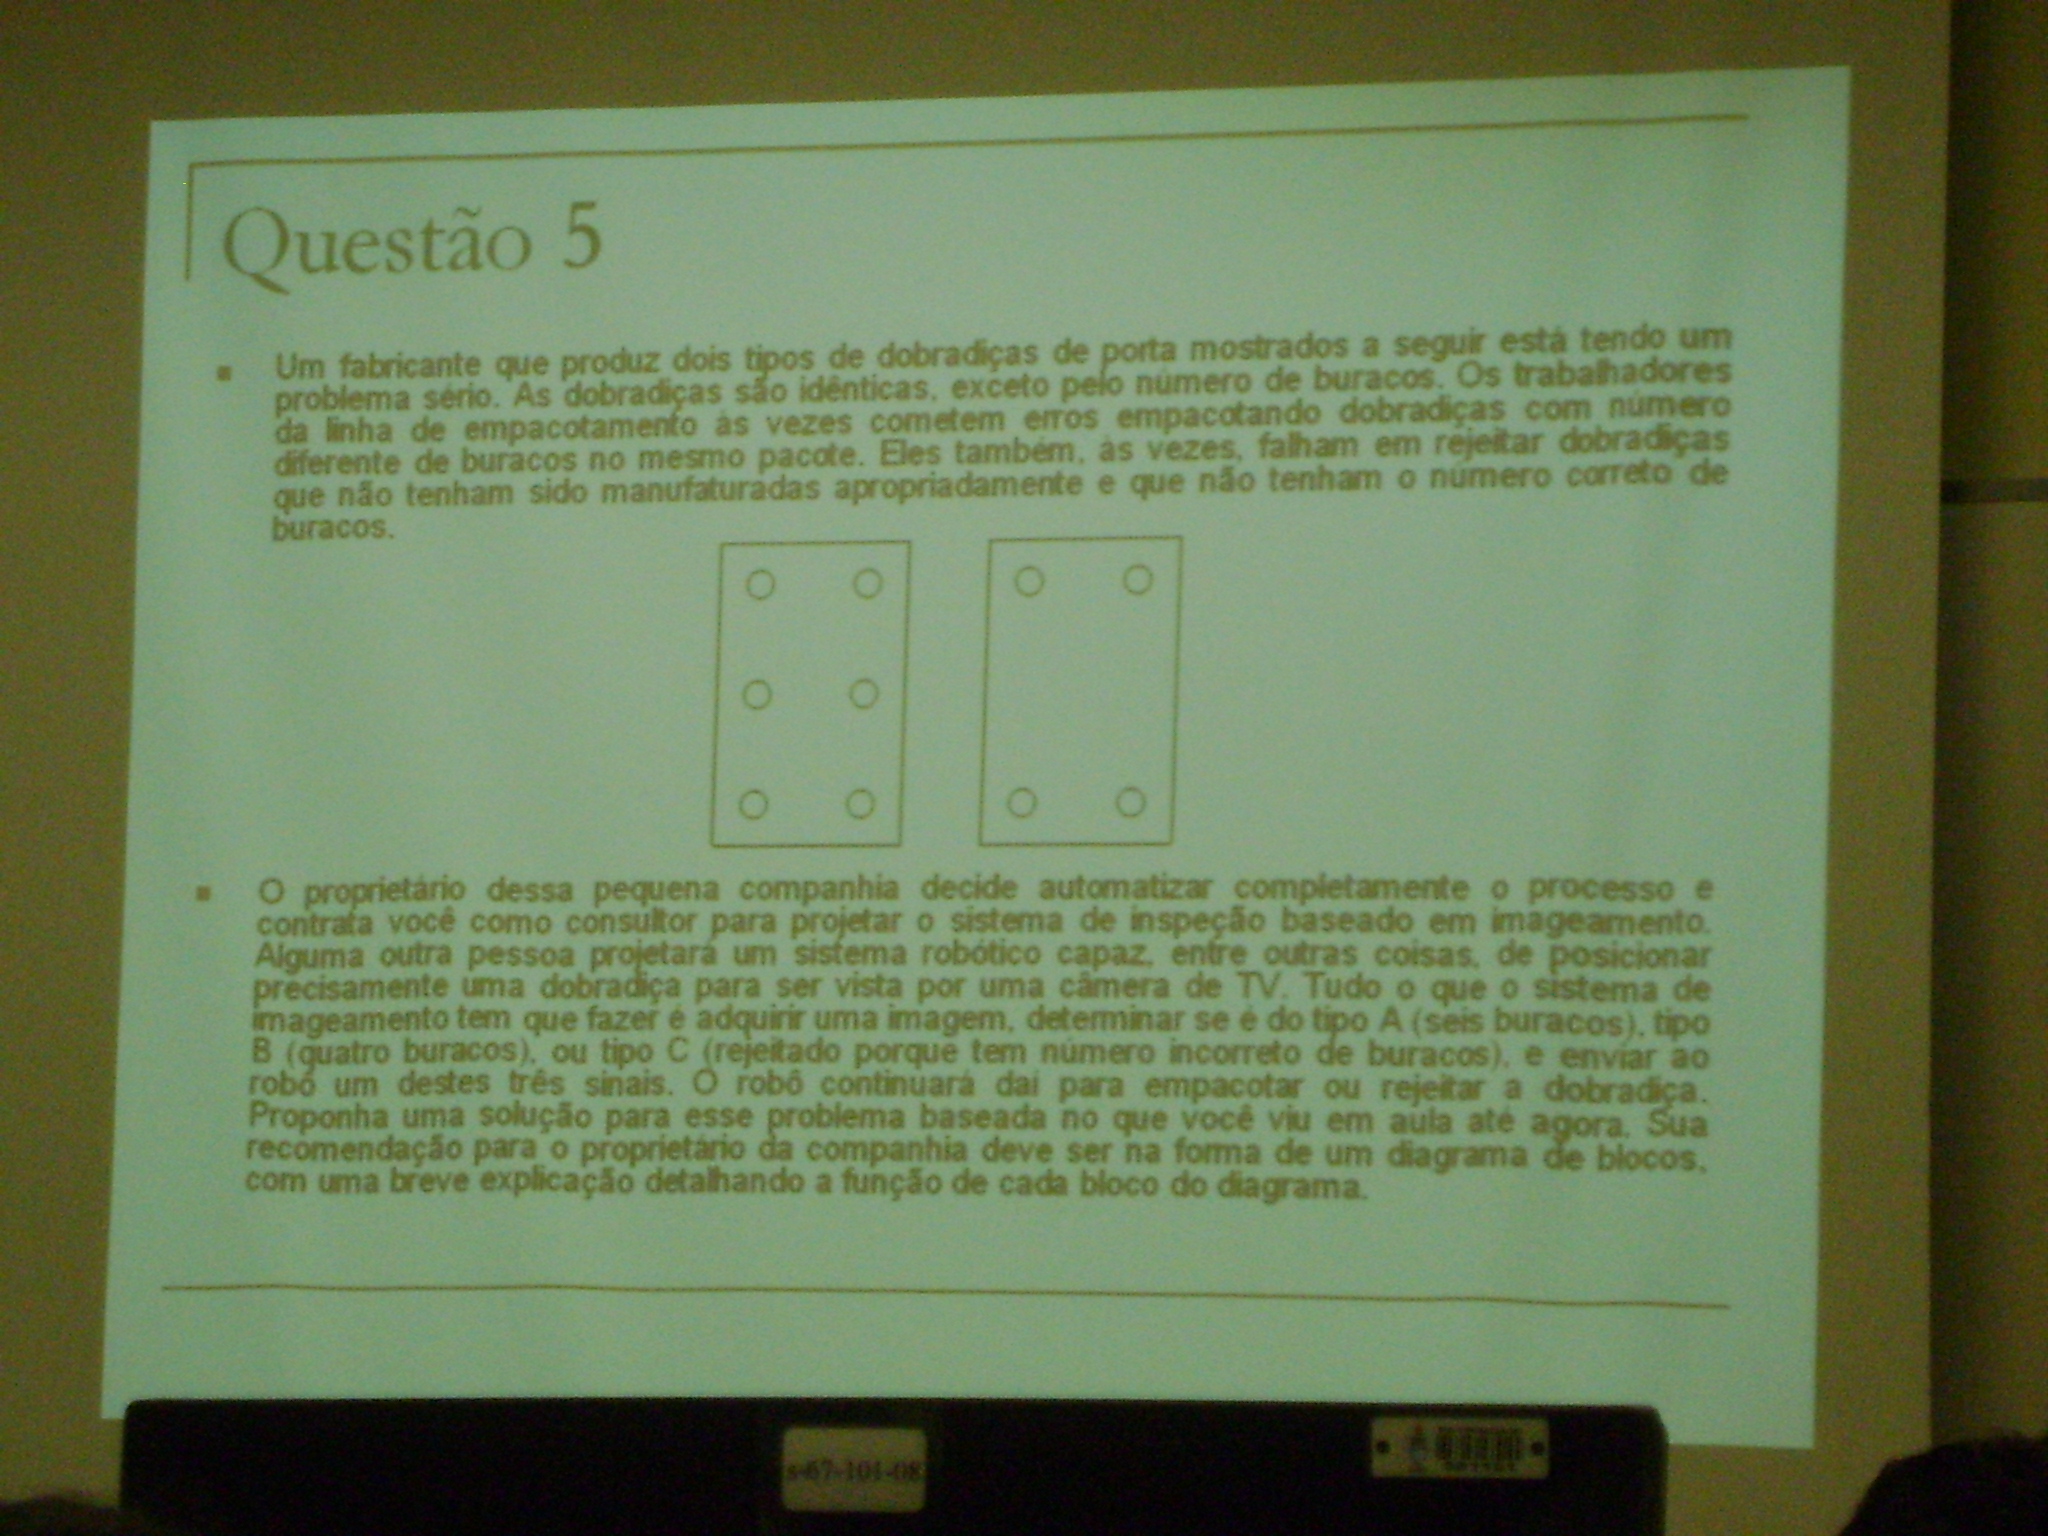 Questão 5
Um fabricante que produz dois tipos de dobradiças de porta mostrados a seguir está tendo um
problema sério. As dobradiças são idênticas, exceto pelo número de buracos. Os trabalhadores
da linha de empacotamento às vezes cometem erros empacotando dobradiças com número
diferente de buracos no mesmo pacote. Eles também, às vezes, falham em rejeitar dobradiças
que não tenham sido manufaturadas apropriadamente e que não tenham o número correto de
buracos.
O proprietário dessa pequena companhia decide automatizar completamente o processo e
contrata você como consultor para projetar o sistema de inspeção baseado em imageamento.
Alguma outra pessoa projetará um sistema robótico capaz, entre outras coisas, de posicionar
precisamente uma dobradiça para ser vista por uma câmera de TV. Tudo o que o sistema de
imageamento tem que fazer é adquirir uma imagem, determinar se é do tipo A (seis buracos), tipo
B (quatro buracos), ou tipo C (rejeitado porque tem número incorreto de buracos), e enviar ao
robô um destes três sinais. O robô continuará daí para empacotar ou rejeitar a dobradiça.
Proponha uma solução para esse problema baseada no que você viu em aula até agora. Sua
recomendação para o proprietário da companhia deve ser na forma de um diagrama de blocos,
com uma breve explicação detalhando a função de cada bloco do diagrama.
s-67-101-08